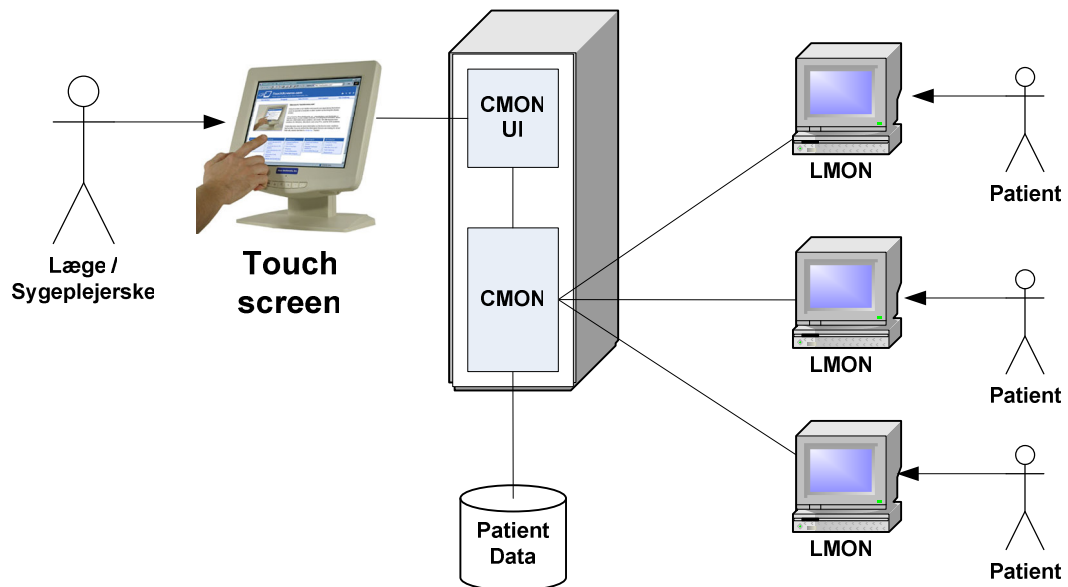 Læge /
Sygeplejerske
Touch
screen
CMON
UI
CMON
Patient
Data
LMON
Patient
LMON
Patient
LMON
Patient